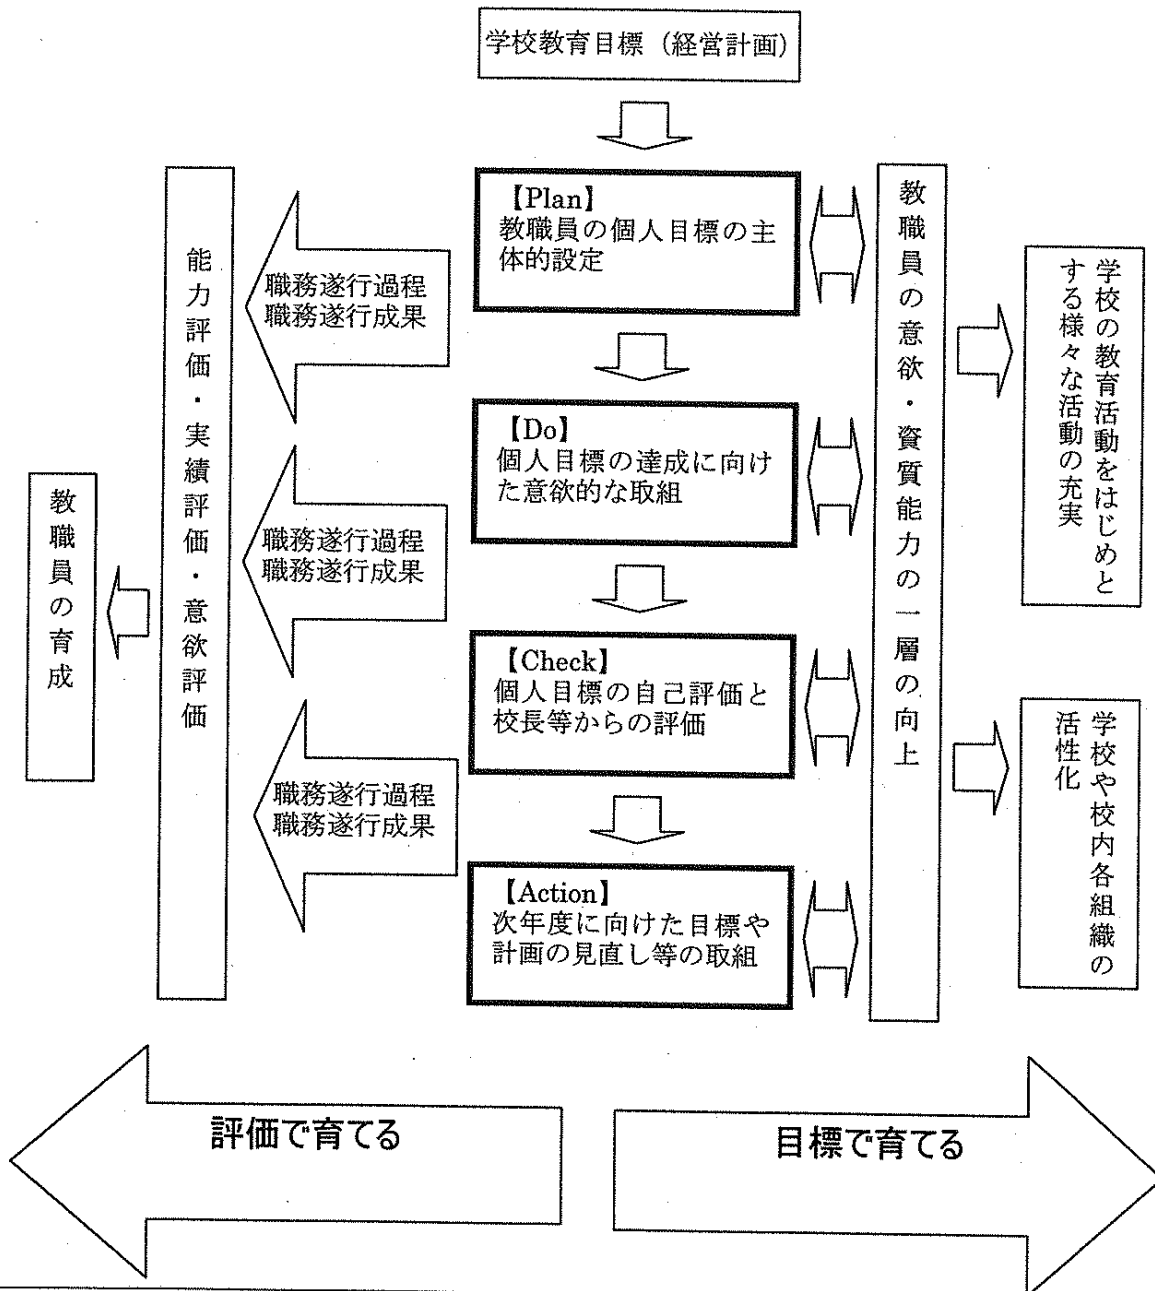 学校教育目標（経営計画）
【Plan】
教職員の個人目標の主
体的設定
【Do】
個人目標の達成に向け
た意欲的な取組
【Check】
個人目標の自己評価と
校長等からの評価
【Action】
次年度に向けた目標や
計画の見直し等の取組
職務遂行過程
職務遂行成果
職務遂行過程
職務遂行成果
職務遂行過程
職務遂行成果
能力評価・実績評価・意欲評価
教職員の育成
教職員の意欲・資質能力の一層の向上
学校の教育活動をはじめと
する様々な活動の充実
学校や校内各組織の
活性化
評価で育てる
目標で育てる